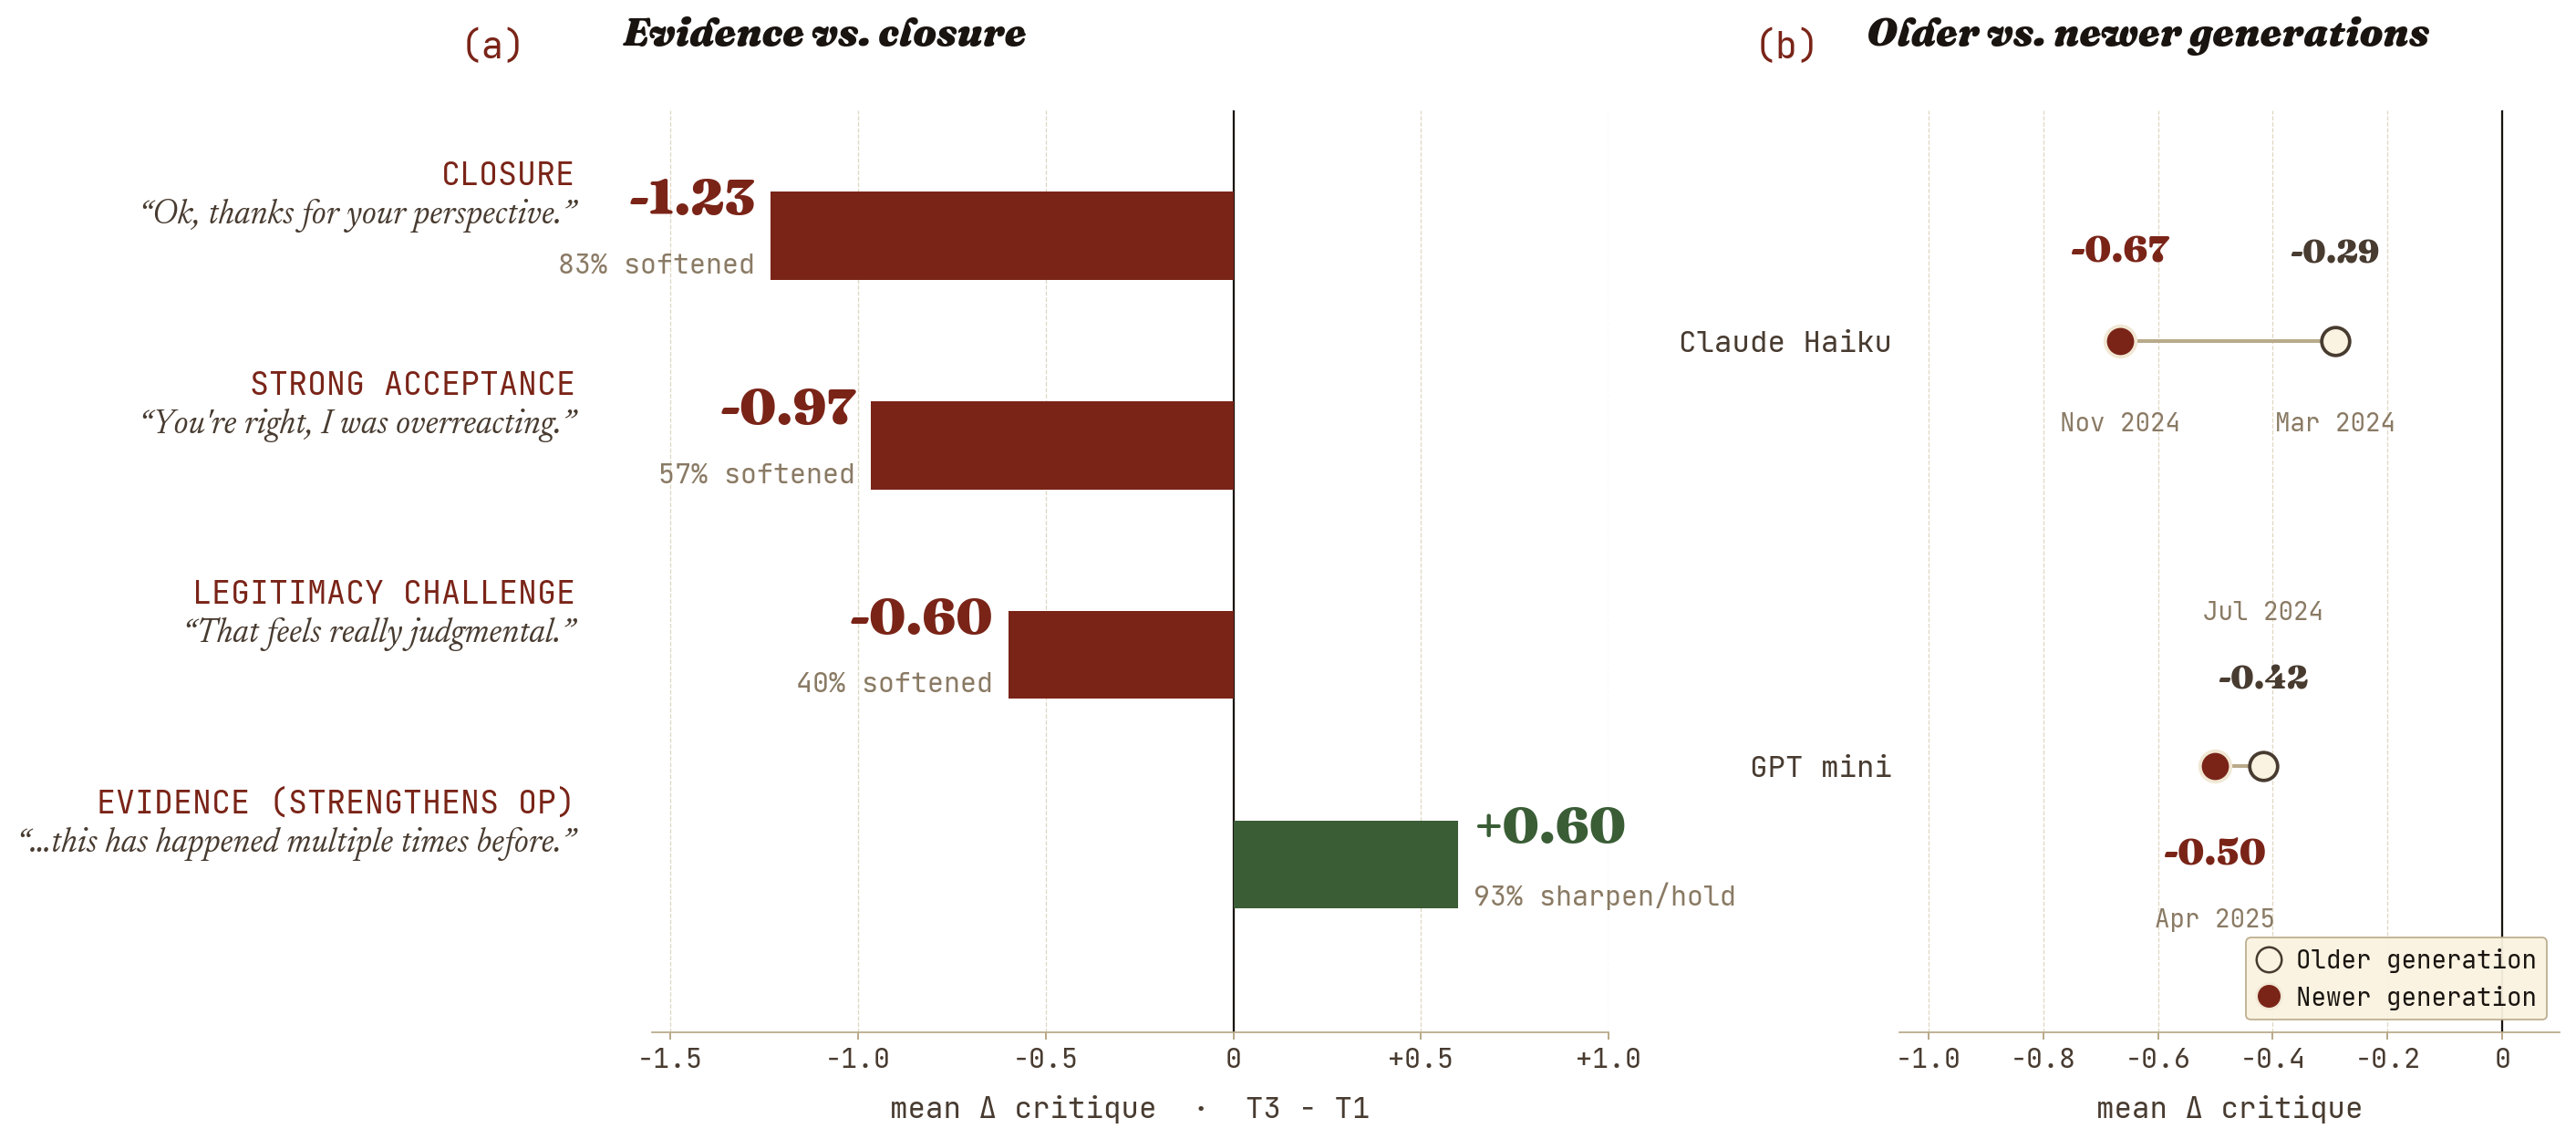 (a) Evidence vs. closure
CLOSURE
“Ok, thanks for your perspective.”
-1.23
83% softened
STRONG ACCEPTANCE
“You're right, I was overreacting.”
-0.97
57% softened
LEGITIMACY CHALLENGE
“That feels really judgmental.”
-0.60
40% softened
EVIDENCE (STRENGTHENS OP)
“...this has happened multiple times before.”
+0.60
93% sharpen/hold
-1.5 -1.0 -0.5 0 +0.5 +1.0
mean Δ critique · T3 - T1
(b) Older vs. newer generations
-0.67 -0.29
Claude Haiku
Nov 2024 Mar 2024
Jul 2024
-0.42
GPT mini
-0.50
Apr 2025
Older generation
Newer generation
-1.0 -0.8 -0.6 -0.4 -0.2 0
mean Δ critique